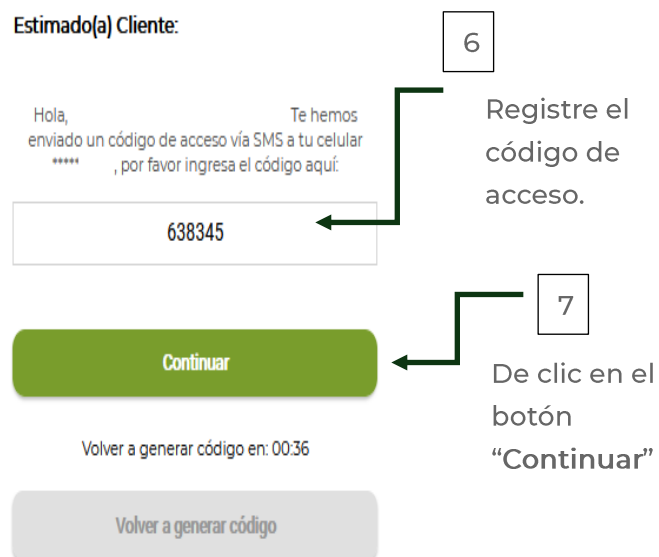 Estimado(a) Cliente:
Hola, Te hemos
enviado un código de acceso vía SMS a tu celular
***** , por favor ingresa el código aquí:
638345
Continuar
Volver a generar código en: 00:36
Volver a generar código
6
Registre el
código de
acceso.
7
De clic en el
botón
“Continuar”